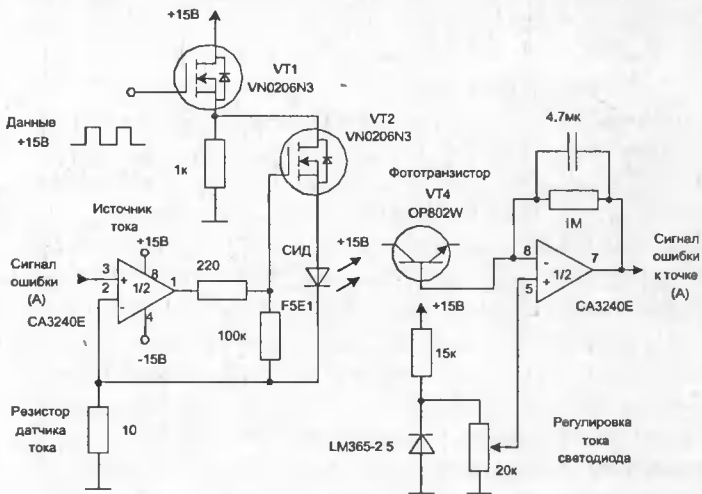 +15В
VT1
VN0206N3
VT2
VN0206N3
Данные
+15В
1к
4.7мк
Фототранзистор
VT4
OP802W
1М
Источник
тока
+15В
СИД
+15В
Сигнал
ошибки
(А)
3
2
+
-
8
1/2
1
4
220
CA3240E
-15В
100к
F5E1
8
5
-
+
1/2
7
CA3240E
Сигнал
ошибки
к точке
(А)
+15В
15к
Резистор
датчика
тока
10
LM365-2 5
20к
Регулировка
тока
светодиода